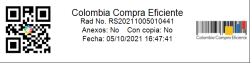 Colombia Compra Eficiente
Rad No. RS20211005010441
Anexos: No Con copia: No
Fecha: 05/10/2021 16:47:41